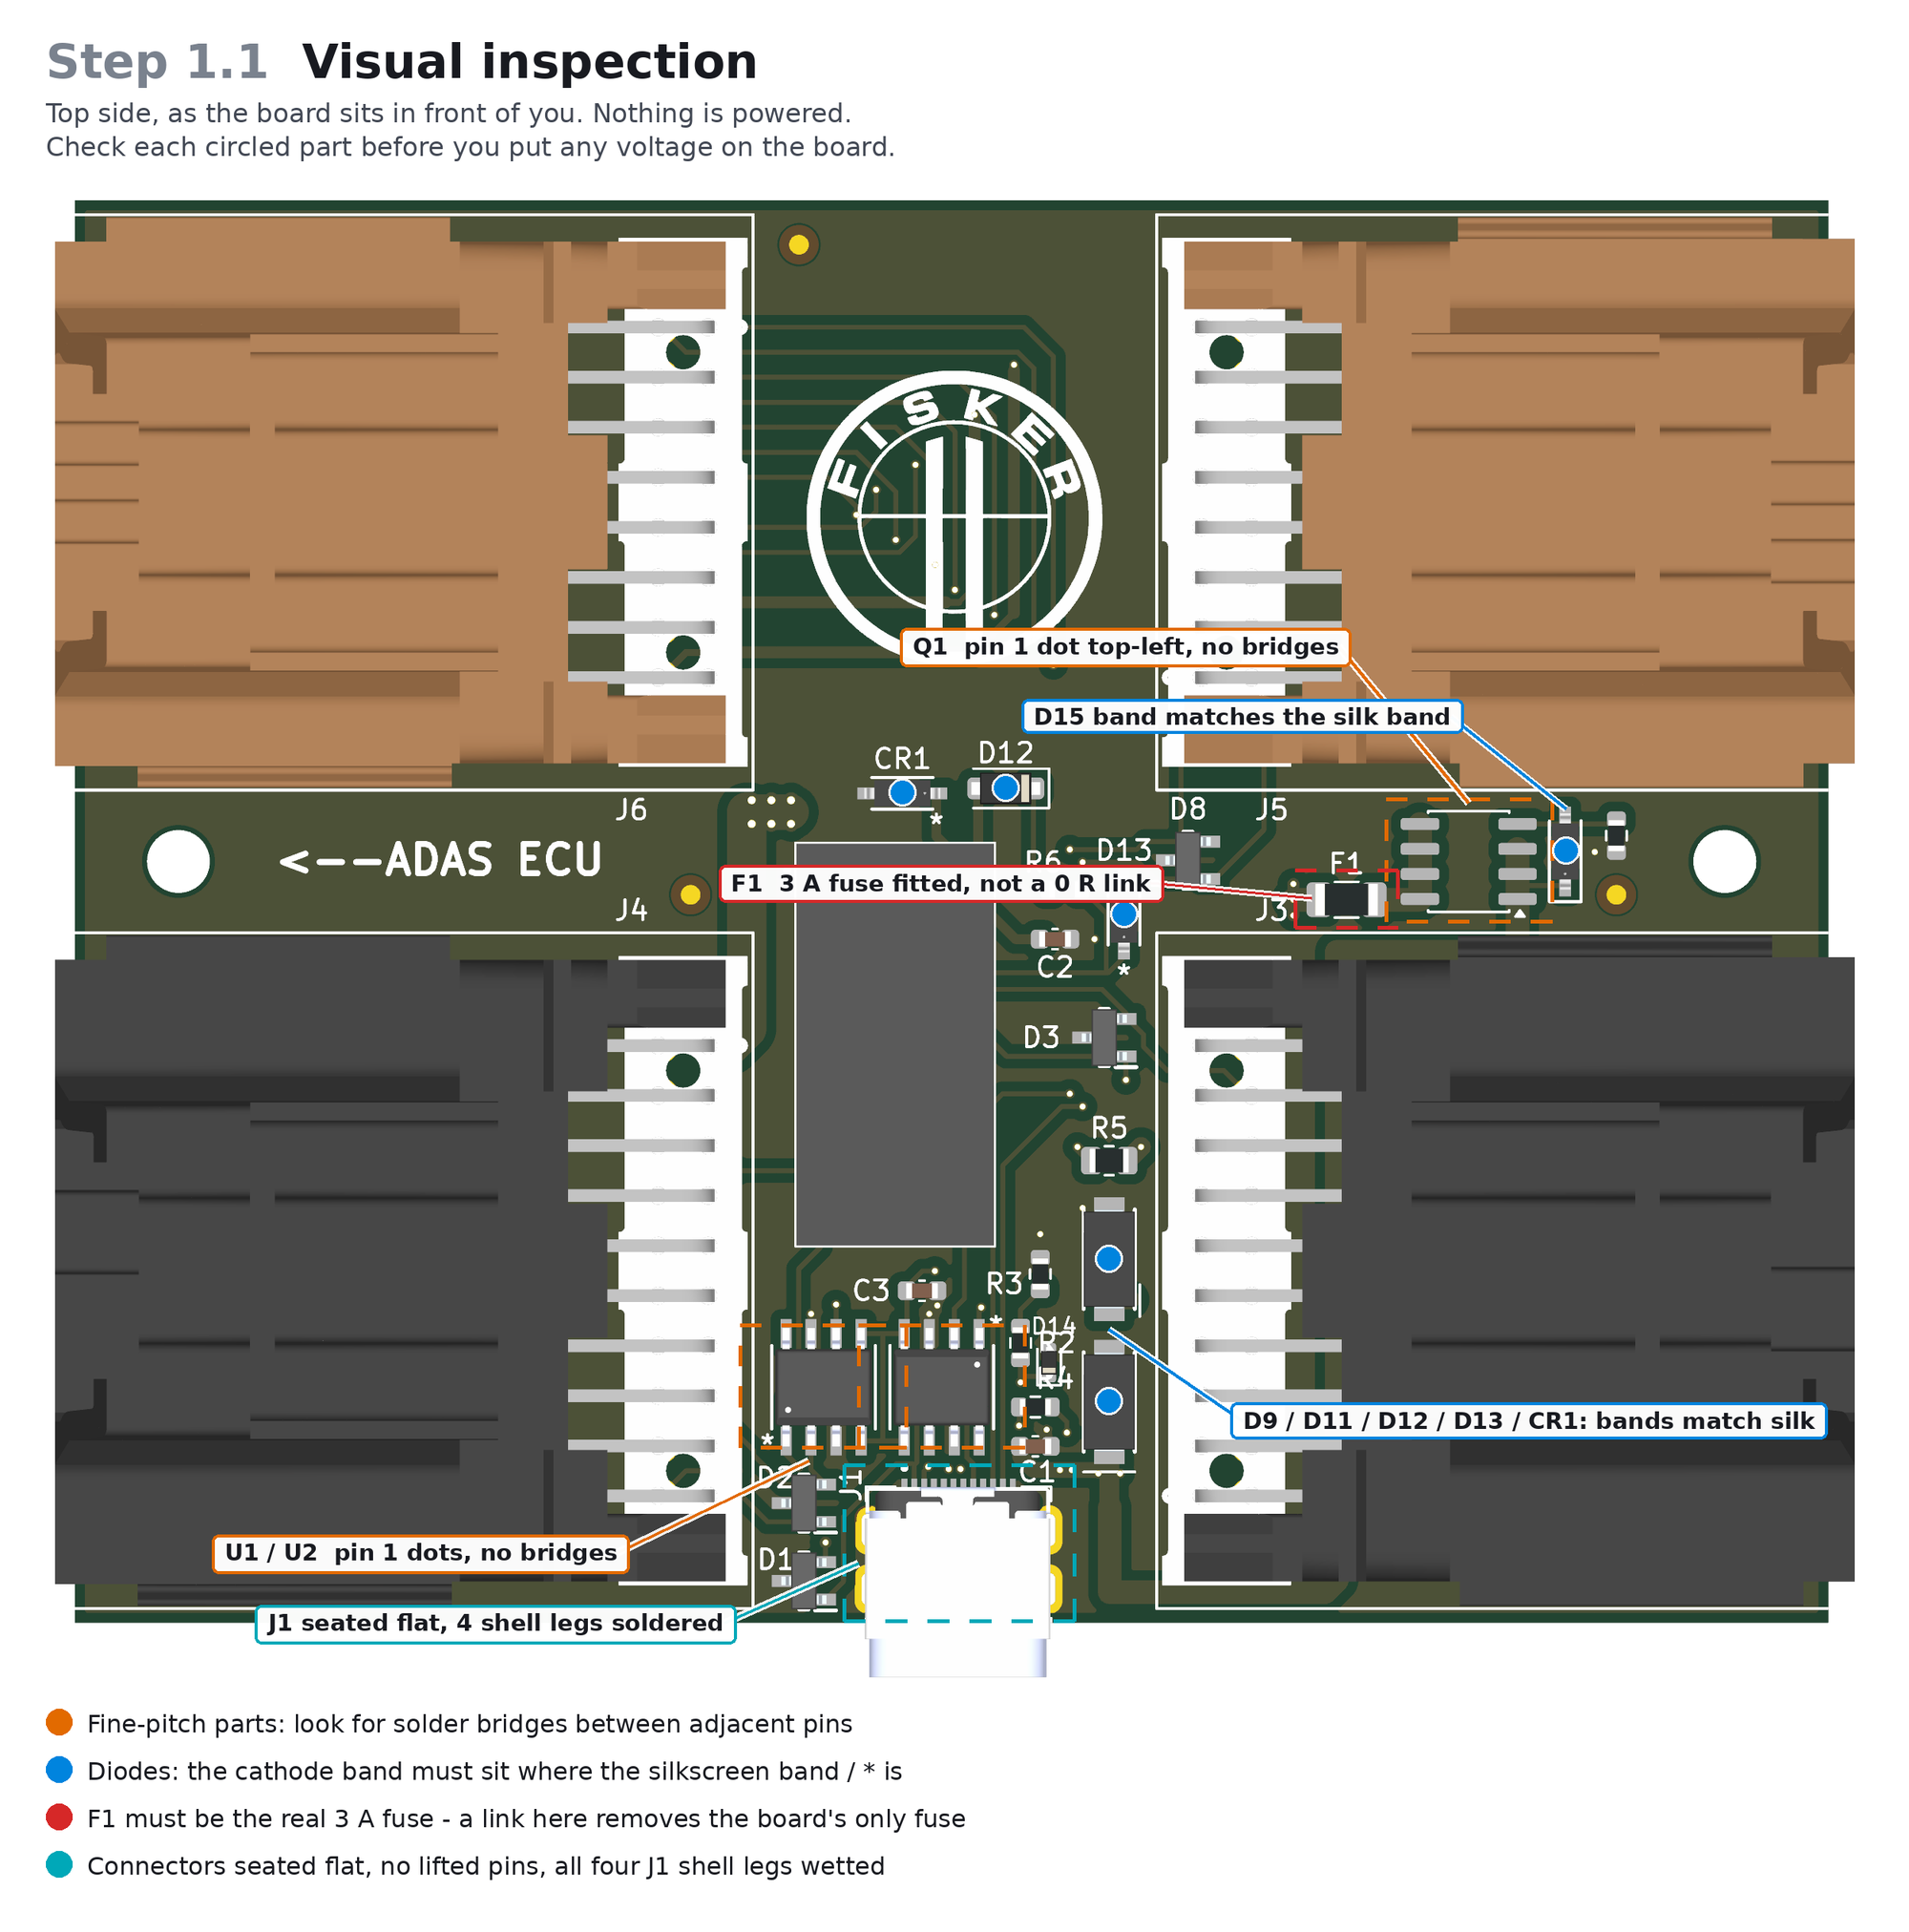 Step 1.1 Visual inspection
Top side, as the board sits in front of you. Nothing is powered.
Check each circled part before you put any voltage on the board.
FISKER
Q1 pin 1 dot top-left, no bridges
D15 band matches the silk band
CR1
D12
*
J6
D8
J5
<--ADAS ECU
R6
D13
F1
F1 3 A fuse fitted, not a 0 R link
J4
J3
C2
*
D3
R5
C3
R3
*
D14
R2
R4
D9 / D11 / D12 / D13 / CR1: bands match silk
*
D2
J1
C1
U1 / U2 pin 1 dots, no bridges
D1
J1 seated flat, 4 shell legs soldered
Fine-pitch parts: look for solder bridges between adjacent pins
Diodes: the cathode band must sit where the silkscreen band / * is
F1 must be the real 3 A fuse - a link here removes the board's only fuse
Connectors seated flat, no lifted pins, all four J1 shell legs wetted